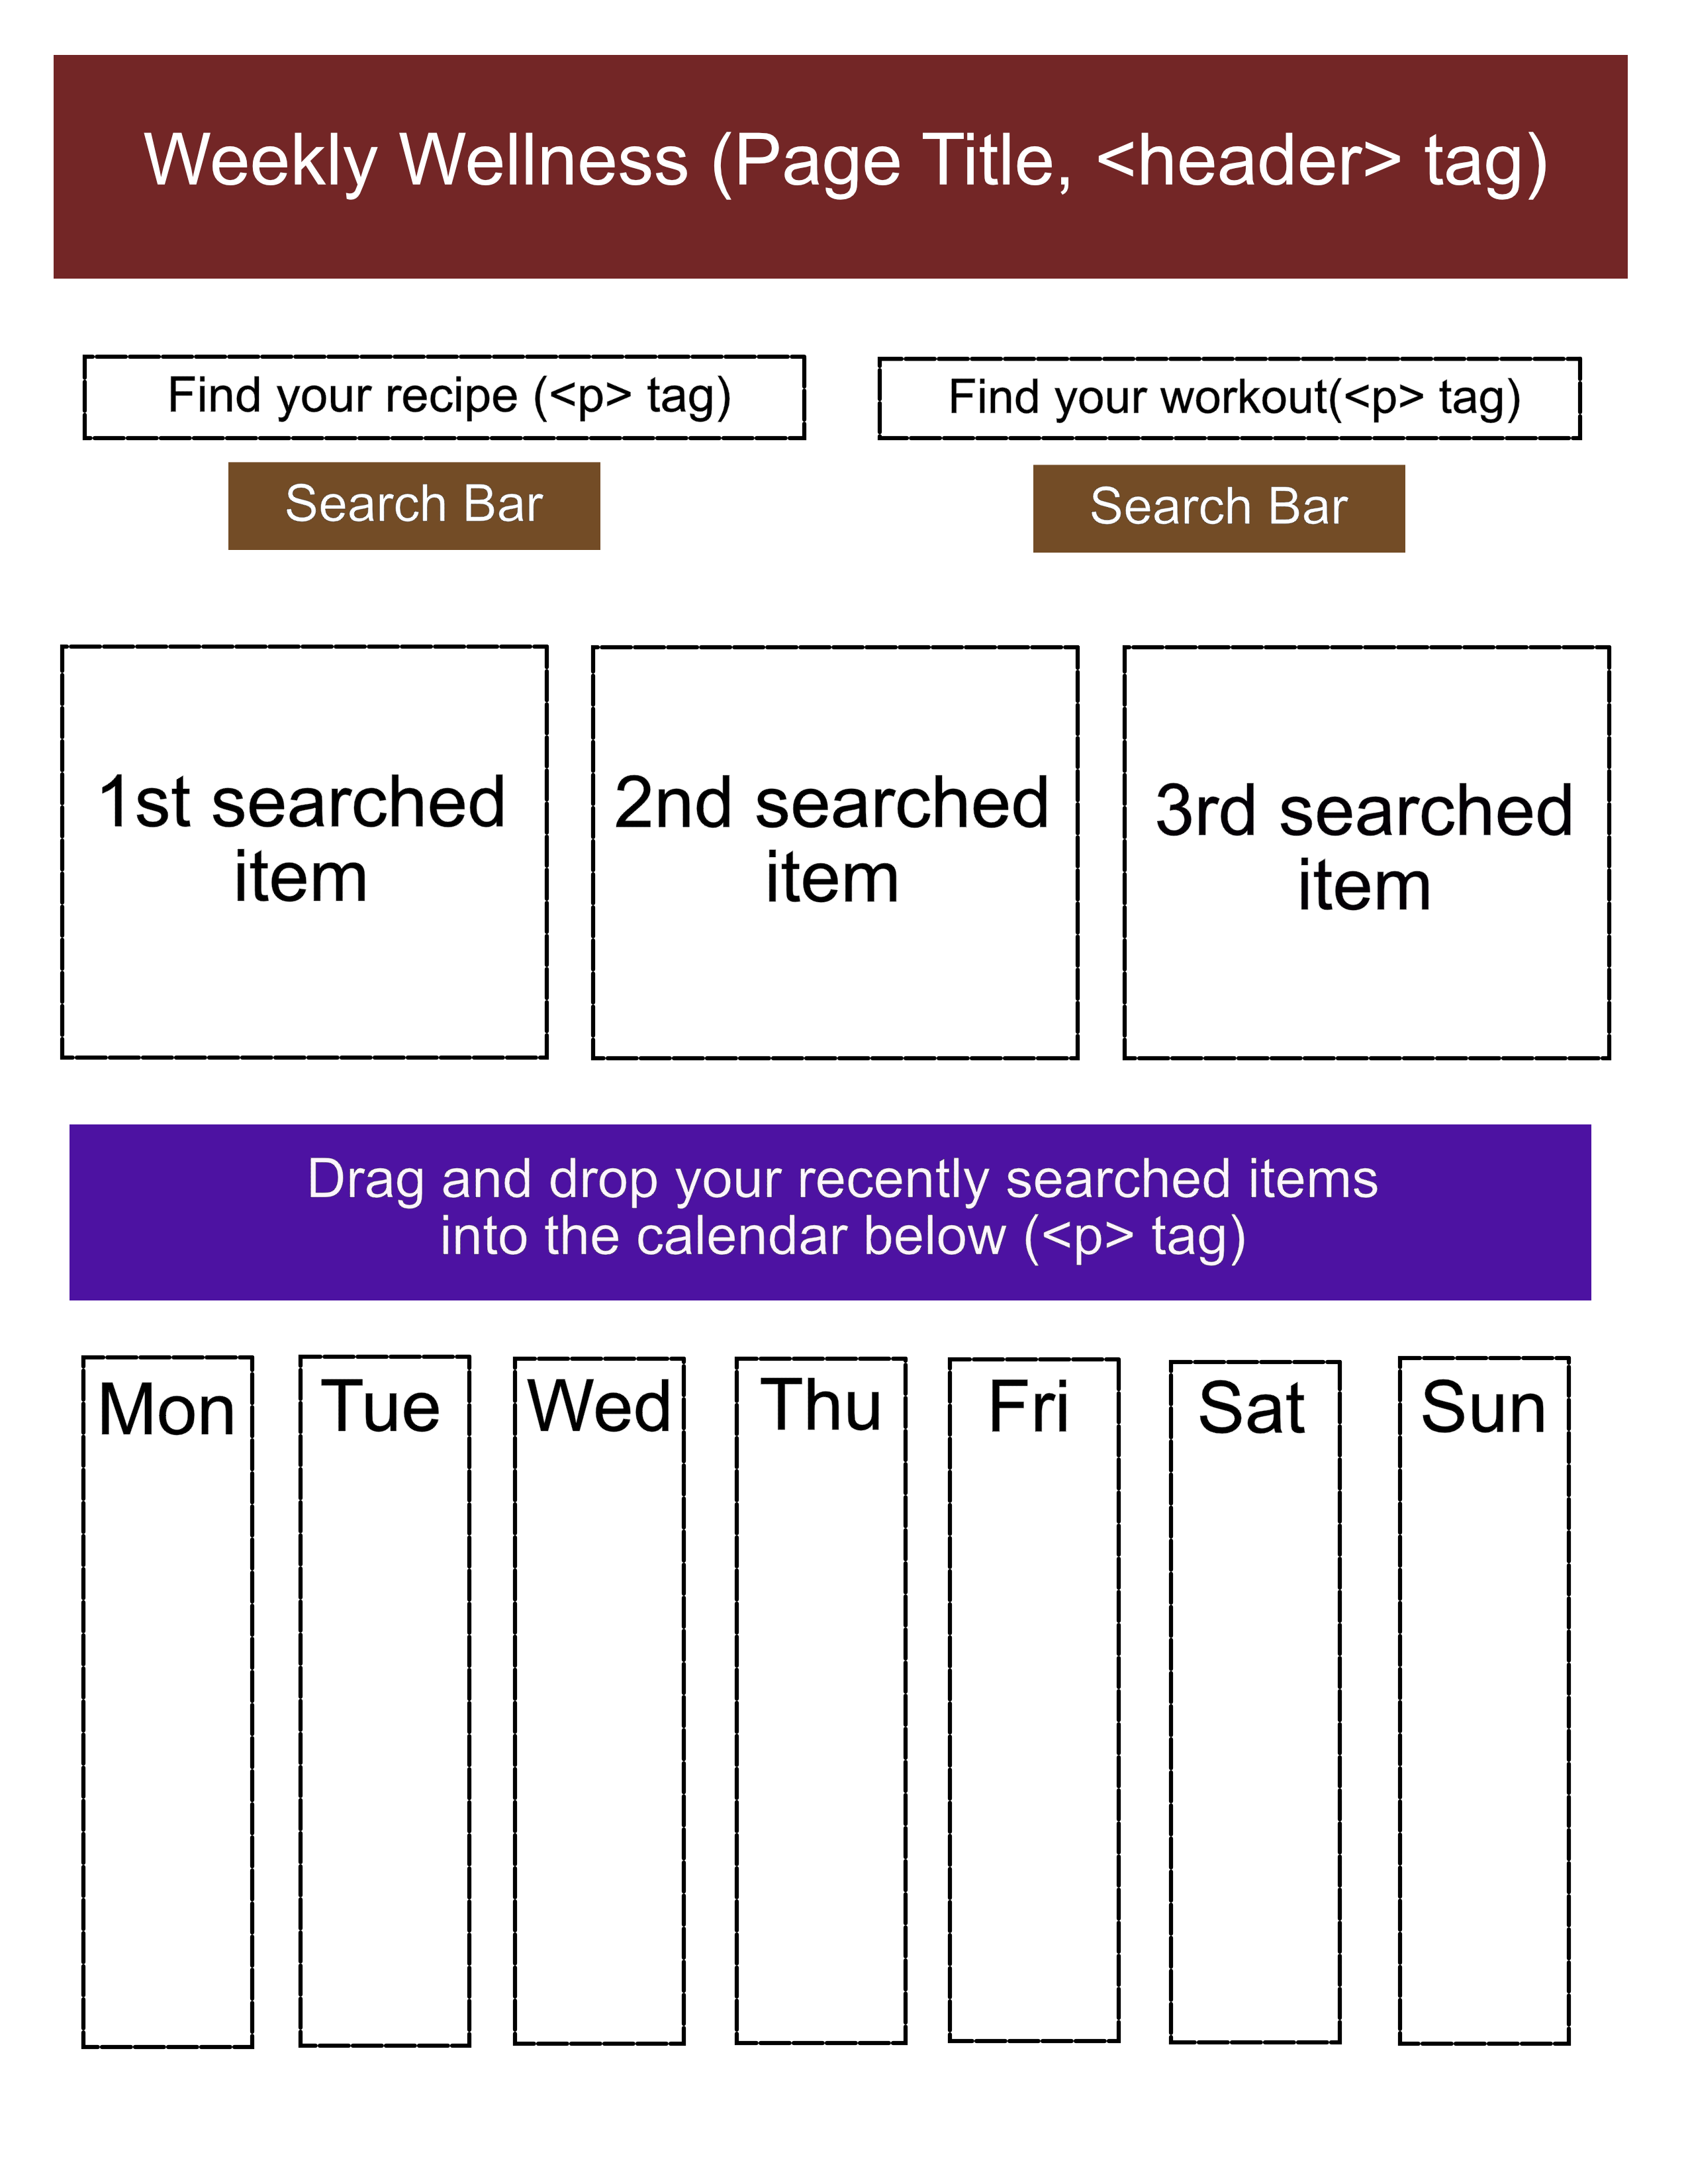 Weekly Wellness (Page Title, <header> tag)
Find your recipe (<p> tag)
Find your workout(<p> tag)
Search Bar
Search Bar
1st searched
item
2nd searched
item
3rd searched
item
Drag and drop your recently searched items
into the calendar below (<p> tag)
Mon
Tue
Wed
Thu
Fri
Sat
Sun